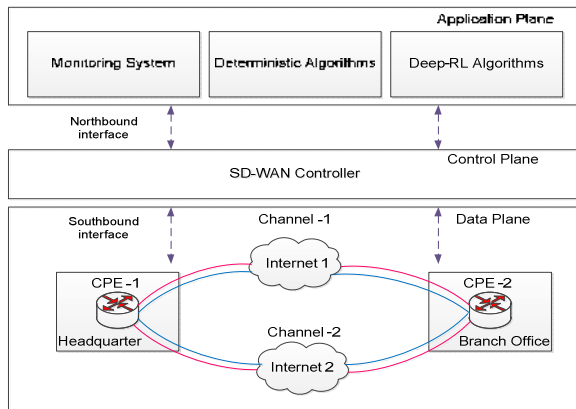 Application Plane
Monitoring System
Deterministic Algorithms
Deep-RL Algorithms
Northbound
interface
Control Plane
SD-WAN Controller
Southbound
interface
Channel -1
Data Plane
Internet 1
CPE -1
CPE -2
Channel -2
Headquarter
Internet 2
Branch Office